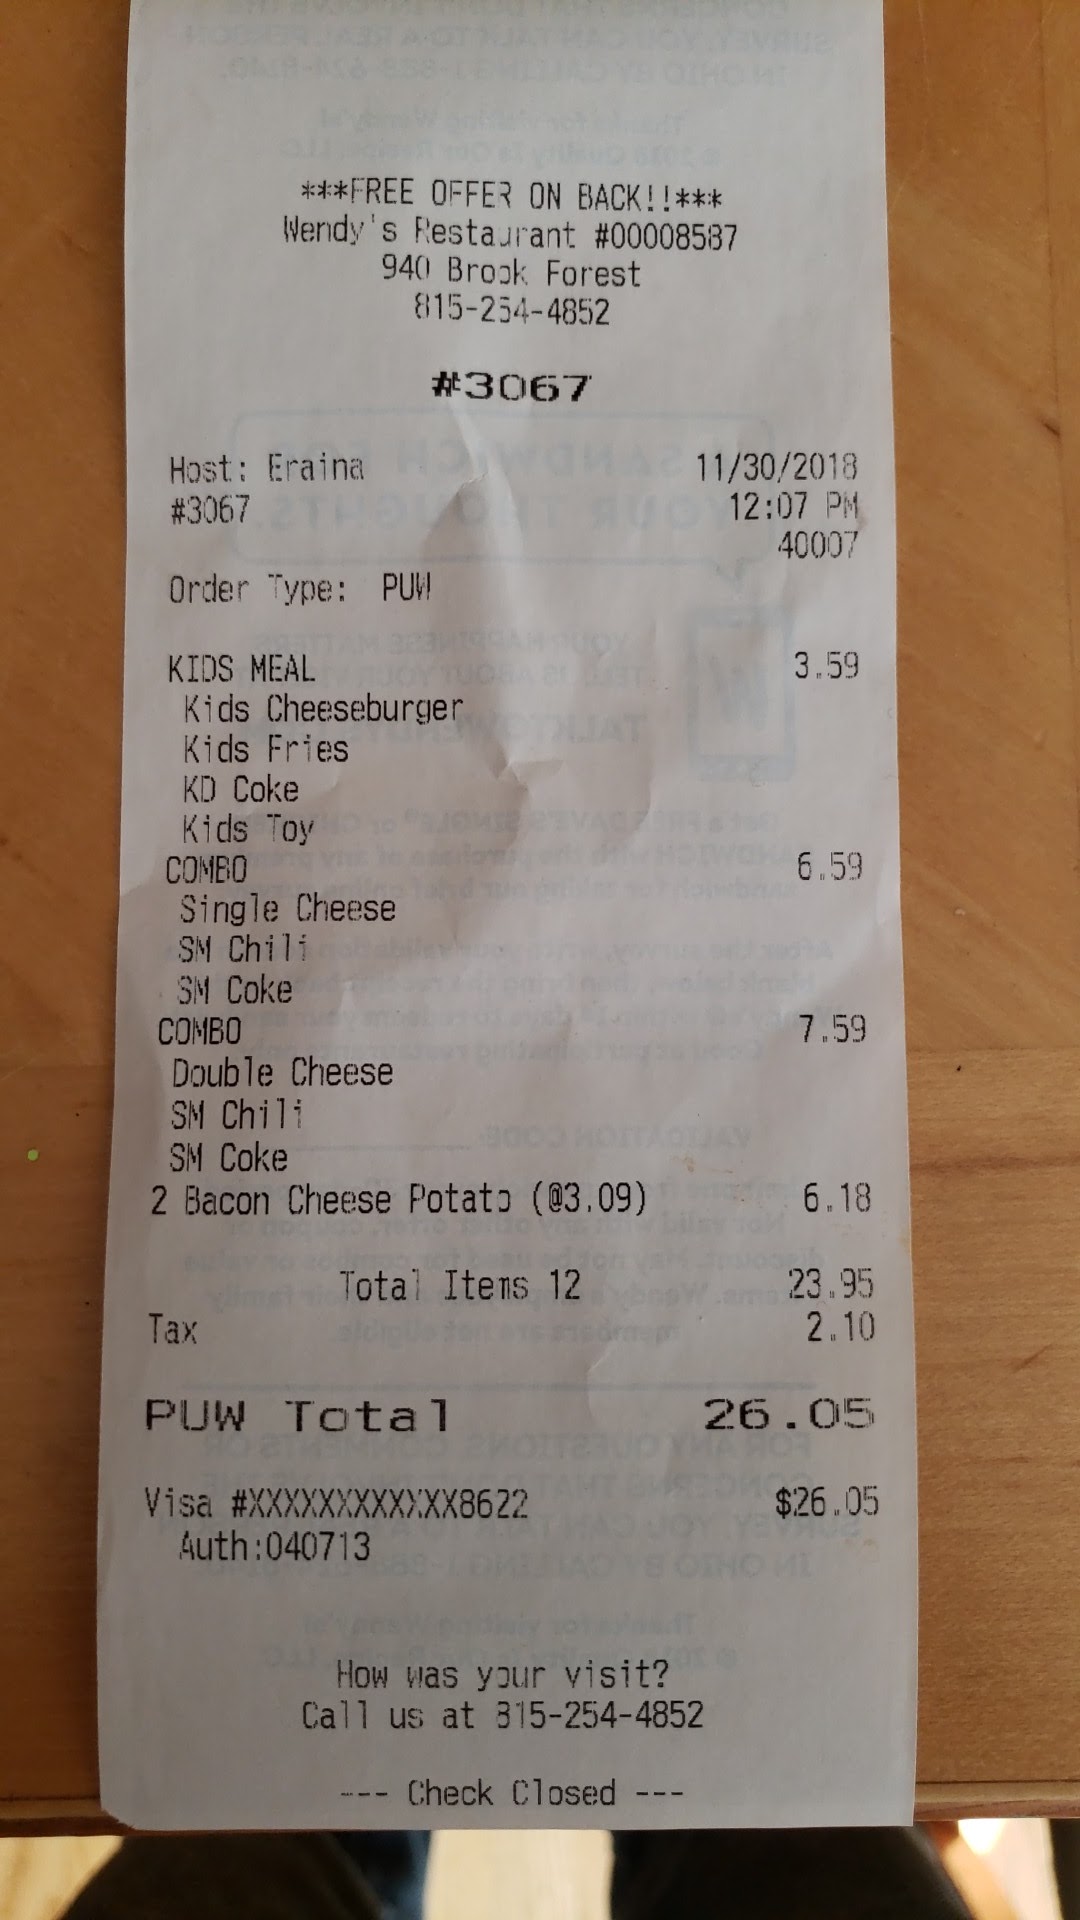 ***FREE OFFER ON BACK!!***
Wendy's Restaurant #00008587
940 Brook Forest
815-254-4852
#3067
Host: Eraina 11/30/2018
#3067 12:07 PM
40007
Order Type: PUW
KIDS MEAL 3.59
Kids Cheeseburger
Kids Fries
KD Coke
Kids Toy
COMBO 6.59
Single Cheese
SM Chili
SM Coke
COMBO 7.59
Double Cheese
SM Chili
SM Coke
2 Bacon Cheese Potato (@3.09) 6.18
Total Items 12 23.95
Tax 2.10
PUW Total 26.05
Visa #XXXXXXXXXXXX8622 $26.05
Auth:040713
How was your visit?
Call us at 815-254-4852
--- Check Closed ---